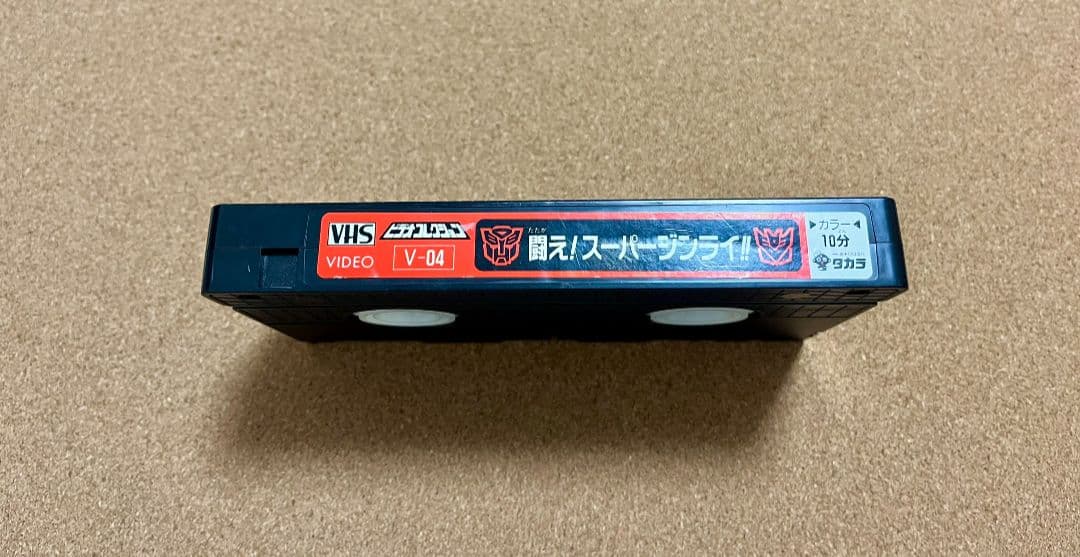 VHS
VIDEO
ビデオコレクション
V-04
たたか
闘え!スーパージンライ!!
▶カラー◀
10分
タカラ